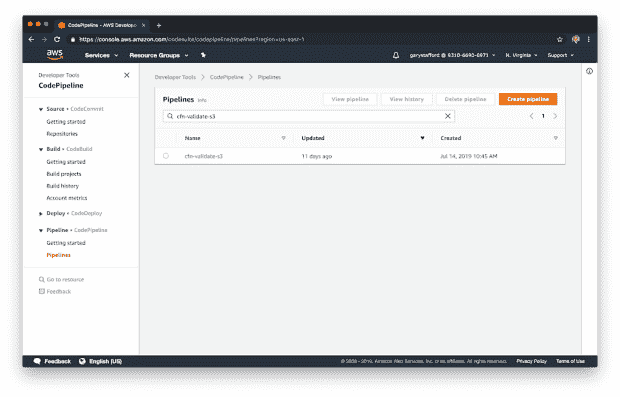 CodePipeline - AWS Develop
https://console.aws.amazon.com/codesuite/codepipeline/pipelines?region=us-east-1
aws
Services
Resource Groups
garystafford @
N. Virginia
Support
Developer Tools
CodePipeline
Source • CodeCommit
Getting started
Repositories
Build • CodeBuild
Getting started
Build projects
Build history
Account metrics
Deploy • CodeDeploy
Pipeline • CodePipeline
Getting started
Pipelines
Go to resource
Feedback
Developer Tools > CodePipeline > Pipelines
Pipelines Info
View pipeline
View history
Delete pipeline
Create pipeline
cfn-validate-s3
1
Name Updated Created
cfn-validate-s3 11 days ago Jul 14, 2019 10:45 AM
Feedback English (US)
© 2008 - 2019, Amazon Web Services, Inc. or its affiliates. All rights reserved. Privacy Policy Terms of Use